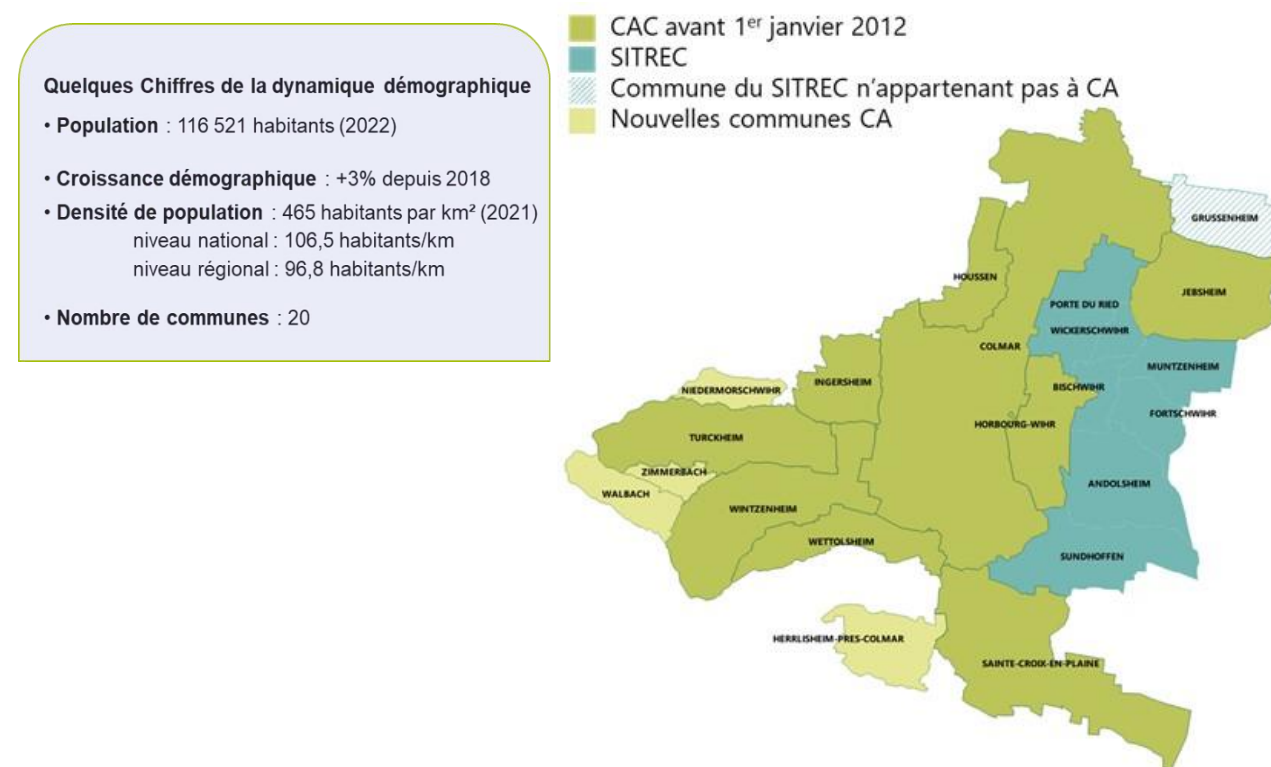 Quelques Chiffres de la dynamique démographique
• Population : 116 521 habitants (2022)
• Croissance démographique : +3% depuis 2018
• Densité de population : 465 habitants par km² (2021)
niveau national : 106,5 habitants/km
niveau régional : 96,8 habitants/km
• Nombre de communes : 20
CAC avant 1er janvier 2012
SITREC
Commune du SITREC n'appartenant pas à CA
Nouvelles communes CA
GRUSSENHEIM
HOUSSEN
JEBSHEIM
PORTE DU RIED
WICKERSCHWIHR
COLMAR
MUNTZENHEIM
INGERSHEIM
BISCHWIHR
NIEDERMORSCHWIHR
FORTSCHWIHR
HORBOURG-WIHR
TURCKHEIM
ZIMMERBACH
ANDOLSHEIM
WALBACH
WINTZENHEIM
WETTOLSHEIM
SUNDHOFFEN
HERRLISHEIM-PRES-COLMAR
SAINTE-CROIX-EN-PLAINE